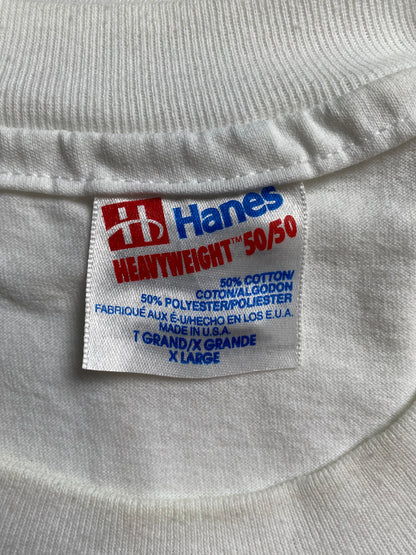 Hanes
HEAVYWEIGHT™ 50/50
50% COTTON/
COTON/ALGODON
50% POLYESTER/POLIESTER
FABRIQUÉ AUX É-U/HECHO EN LOS E.U.A.
MADE IN U.S.A.
T GRAND/X GRANDE
X LARGE